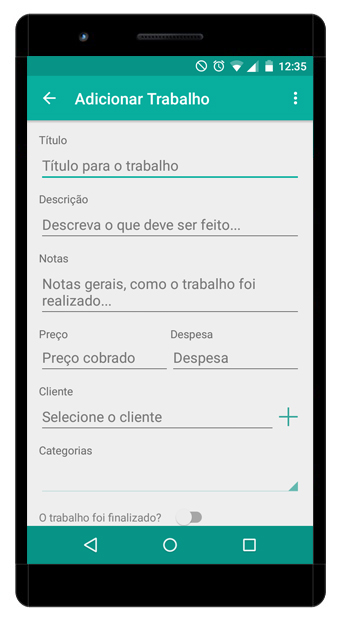 12:35
Adicionar Trabalho
Título
Título para o trabalho
Descrição
Descreva o que deve ser feito...
Notas
Notas gerais, como o trabalho foi
realizado...
Preço Despesa
Preço cobrado Despesa
Cliente
Selecione o cliente
Categorias
O trabalho foi finalizado?